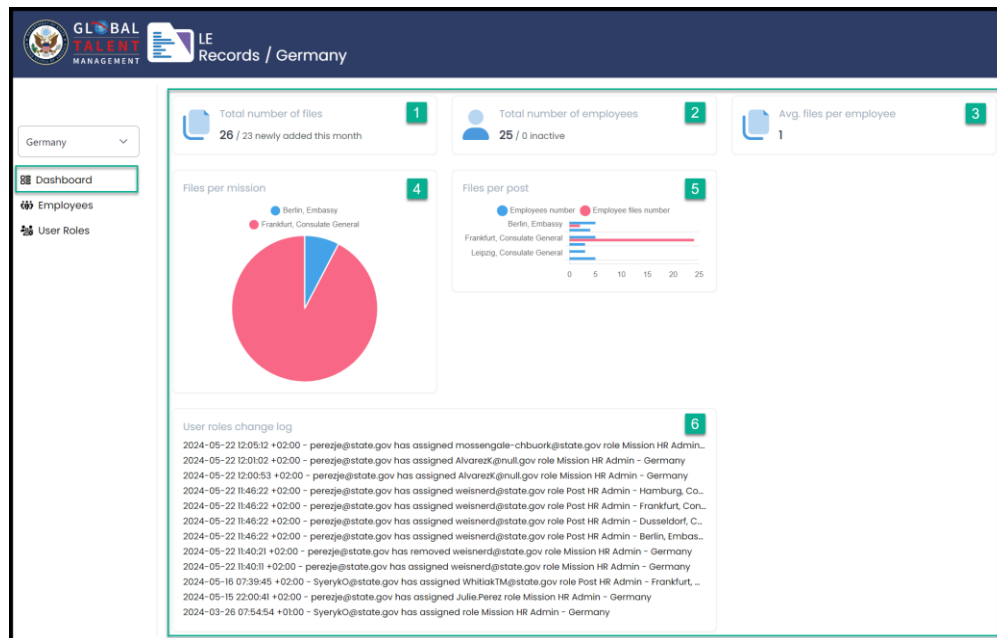 GLOBAL
TALENT
MANAGEMENT
LE
Records / Germany
Germany
Dashboard
Employees
User Roles
Total number of files
1
26 / 23 newly added this month
Total number of employees
2
25 / 0 inactive
Avg. files per employee
3
1
Files per mission
4
Berlin, Embassy
Frankfurt, Consulate General
Files per post
5
Employees number Employee files number
Berlin, Embassy
Frankfurt, Consulate General
Leipzig, Consulate General
0 5 10 15 20 25
User roles change log
6
2024-05-22 12:05:12 +02:00 - perezje@state.gov has assigned mossengale-chbuork@state.gov role Mission HR Admin...
2024-05-22 12:01:02 +02:00 - perezje@state.gov has assigned AlvarezK@null.gov role Mission HR Admin - Germany
2024-05-22 12:00:53 +02:00 - perezje@state.gov has assigned AlvarezK@null.gov role Mission HR Admin - Germany
2024-05-22 11:46:22 +02:00 - perezje@state.gov has assigned weisnerd@state.gov role Post HR Admin - Hamburg, Co...
2024-05-22 11:46:22 +02:00 - perezje@state.gov has assigned weisnerd@state.gov role Post HR Admin - Frankfurt, Con...
2024-05-22 11:46:22 +02:00 - perezje@state.gov has assigned weisnerd@state.gov role Post HR Admin - Dusseldorf, C...
2024-05-22 11:46:22 +02:00 - perezje@state.gov has assigned weisnerd@state.gov role Post HR Admin - Berlin, Embas...
2024-05-22 11:40:21 +02:00 - perezje@state.gov has removed weisnerd@state.gov role Mission HR Admin - Germany
2024-05-22 11:40:11 +02:00 - perezje@state.gov has assigned weisnerd@state.gov role Mission HR Admin - Germany
2024-05-16 07:39:45 +02:00 - SyerykO@state.gov has assigned WhitiakTM@state.gov role Post HR Admin - Frankfurt, ...
2024-05-15 22:00:41 +02:00 - perezje@state.gov has assigned Julie.Perez role Mission HR Admin - Germany
2024-03-26 07:54:54 +01:00 - SyerykO@state.gov has assigned role Mission HR Admin - Germany